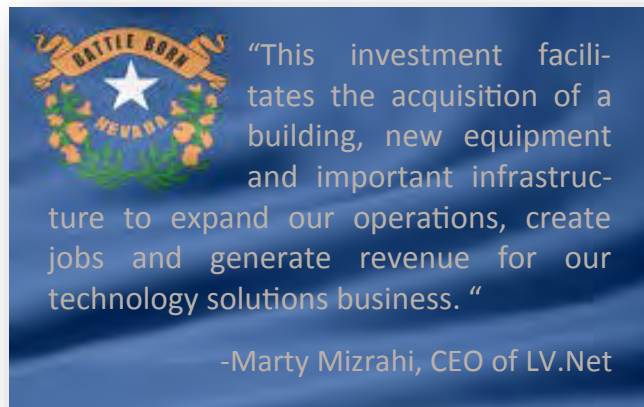 BATTLE BORN
NEVADA
“This investment facili-
tates the acquisition of a
building, new equipment
and important infrastruc-
ture to expand our operations, create
jobs and generate revenue for our
technology solutions business. “
-Marty Mizrahi, CEO of LV.Net